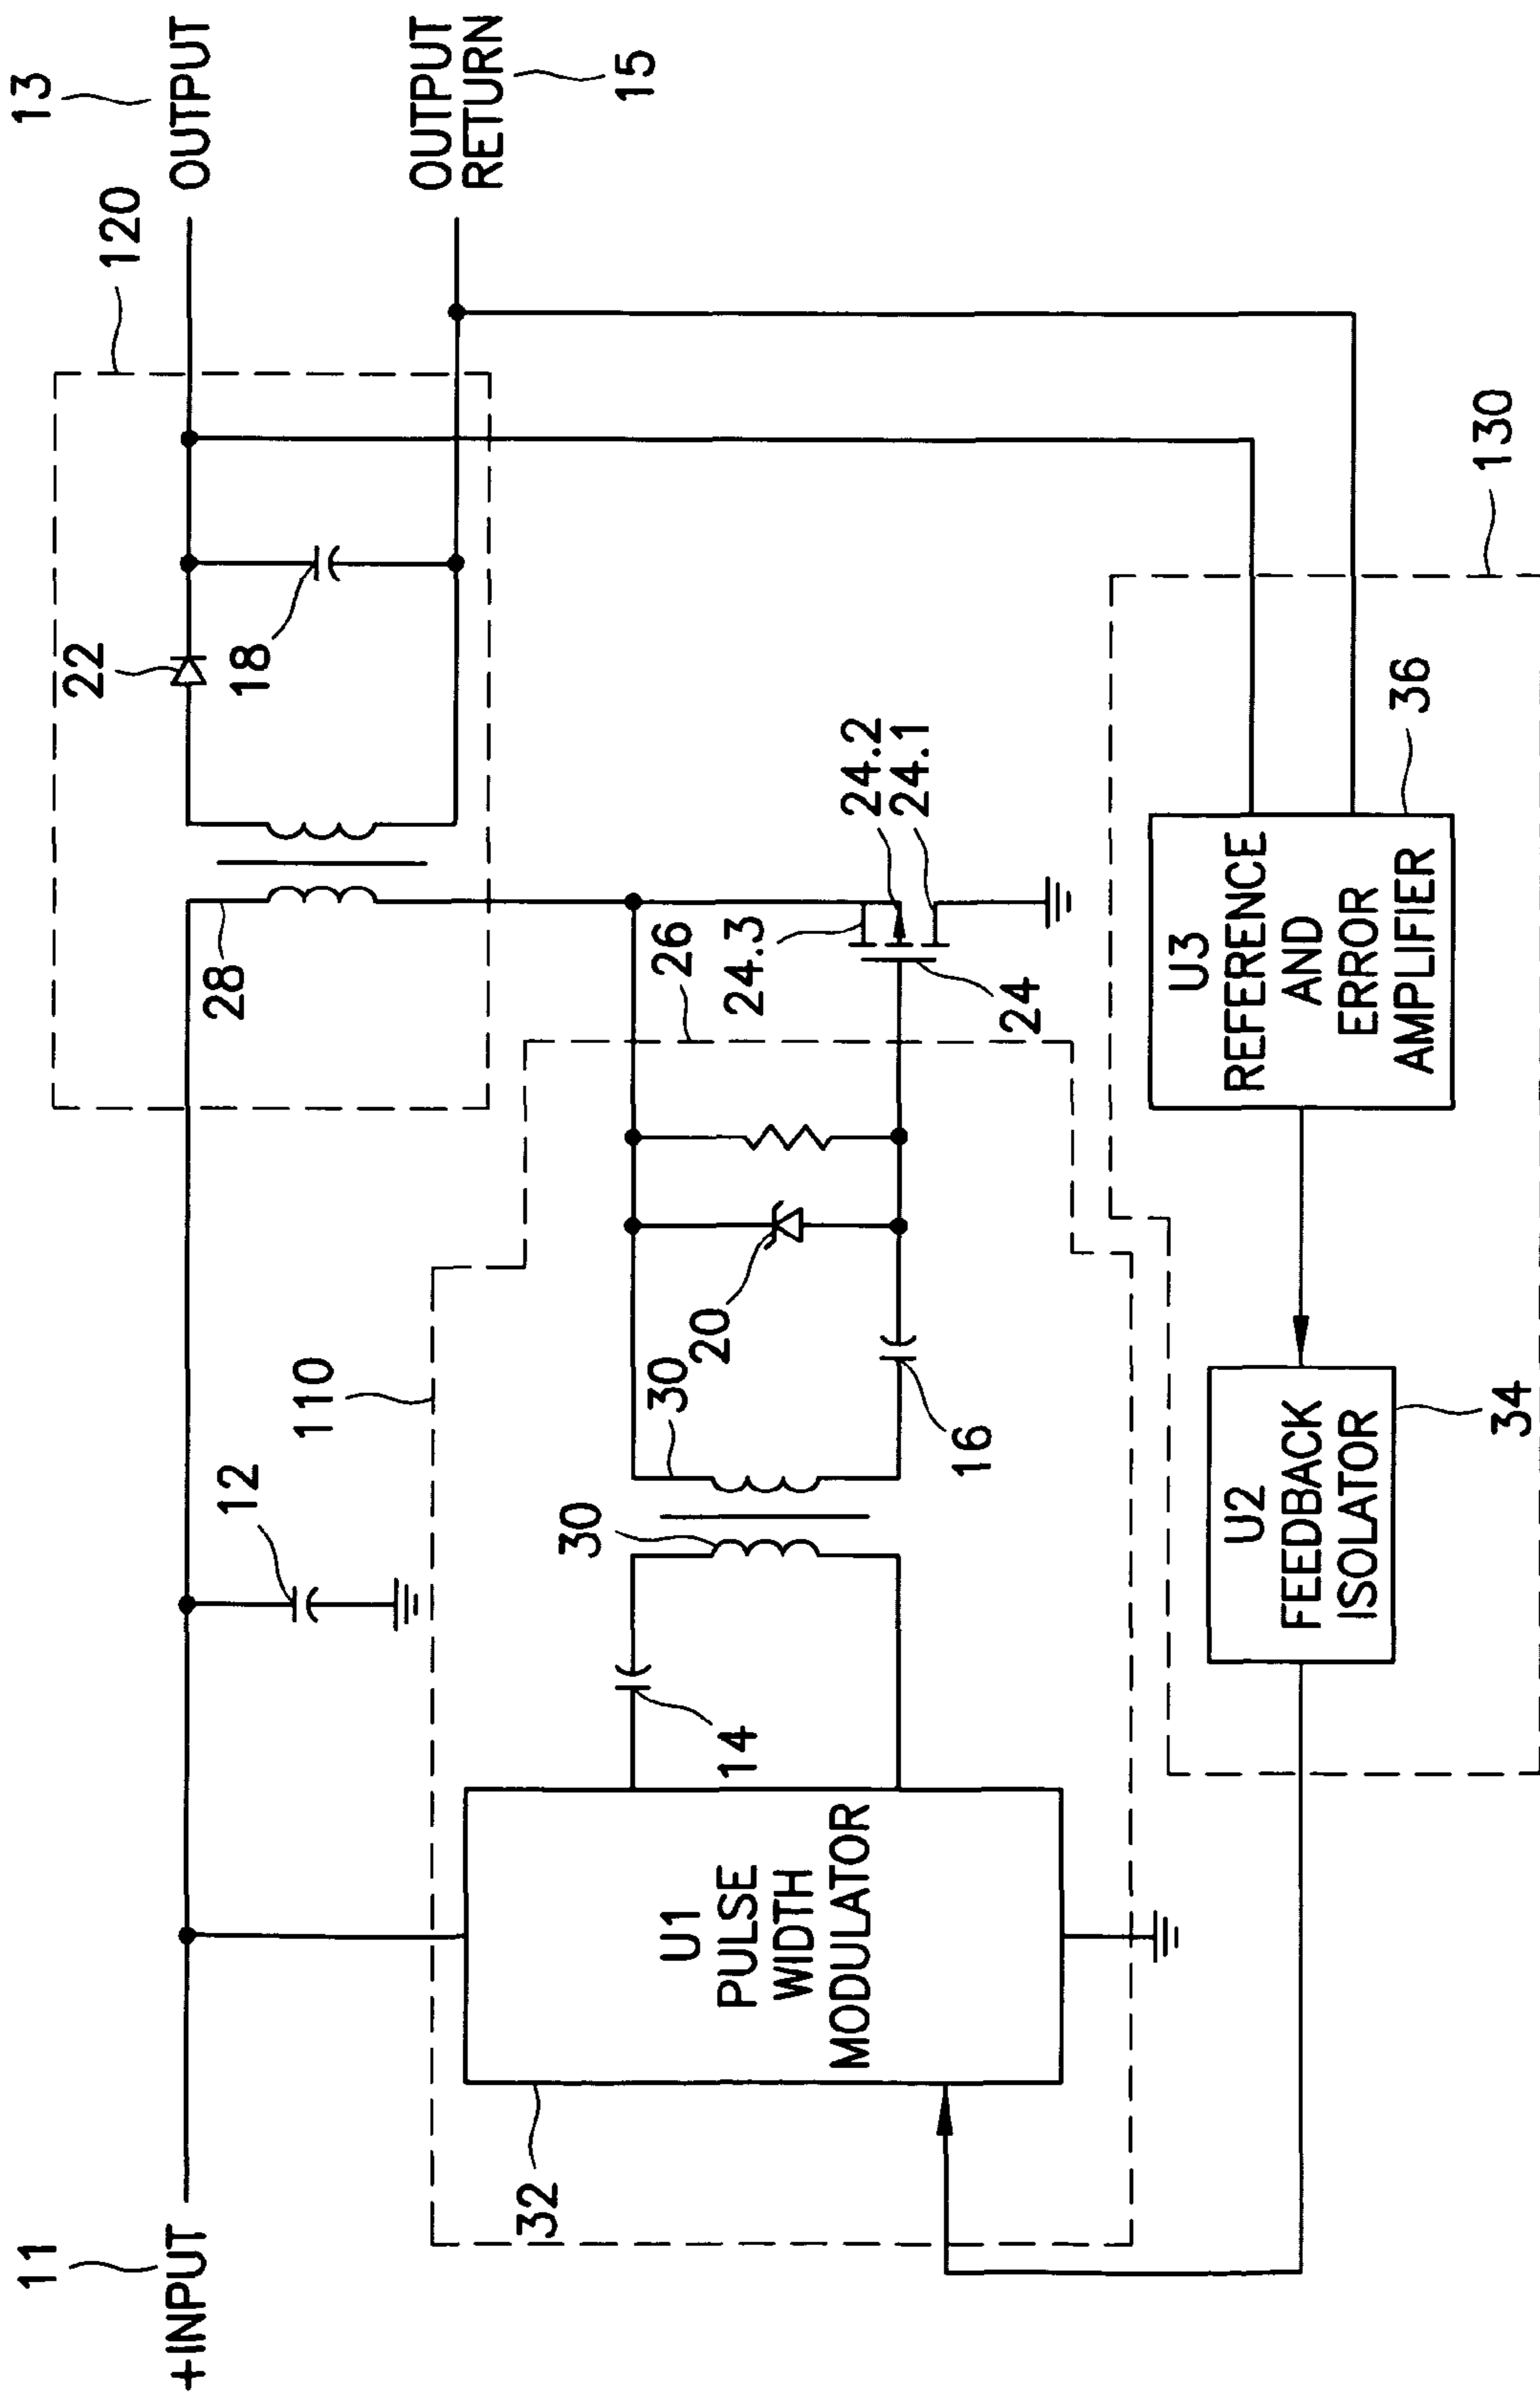 11
+INPUT
13
OUTPUT
OUTPUT
RETURN
15
120
22
18
28
12
110
30
30
20
16
14
26
24.3
24.2
24.1
24
32
U1
PULSE
WIDTH
MODULATOR
U2
FEEDBACK
ISOLATOR
34
U3
REFERENCE
AND
ERROR
AMPLIFIER
36
130